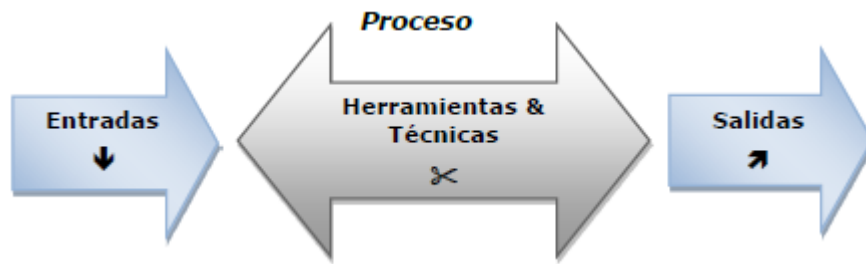 Proceso
Entradas
Herramientas &
Técnicas
Salidas